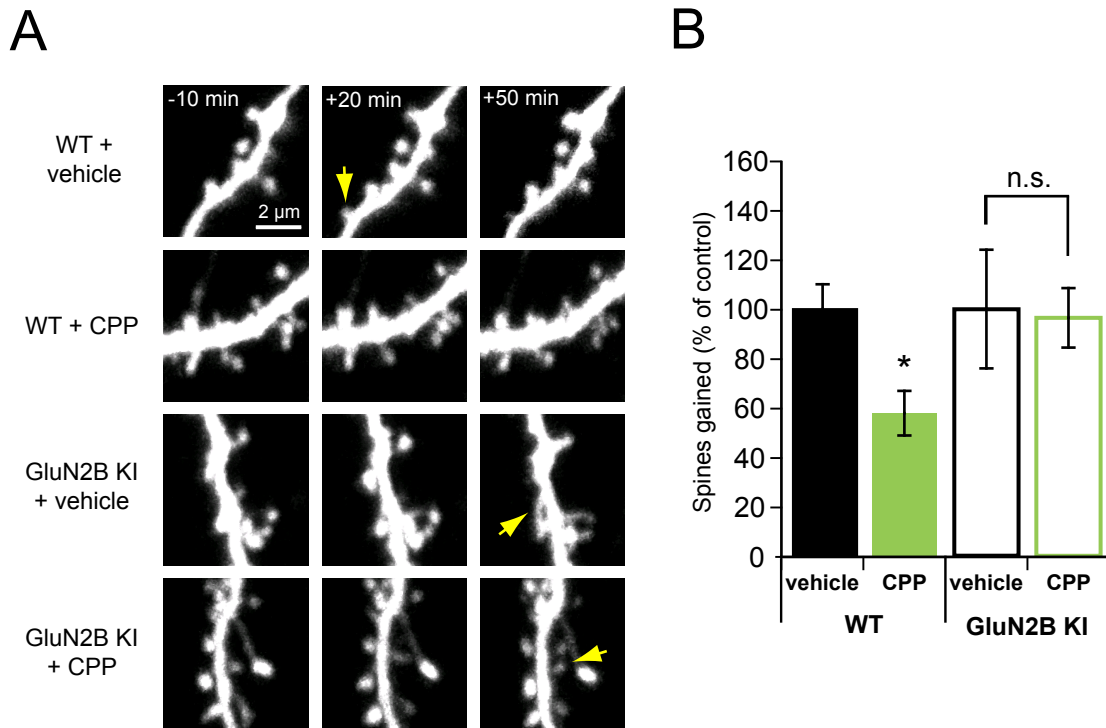 A
-10 min
+20 min
+50 min
WT +
vehicle
2 µm
WT + CPP
GluN2B KI
+ vehicle
GluN2B KI
+ CPP
B
Spines gained (% of control)
160
140
120
100
80
60
40
20
0
*
n.s.
vehicle
CPP
vehicle
CPP
WT
GluN2B KI